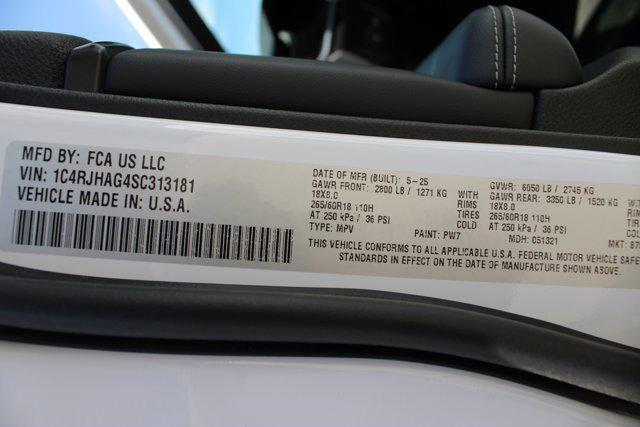 MFD BY: FCA US LLC
VIN: 1C4RJHAG4SC313181
VEHICLE MADE IN: U.S.A.
DATE OF MFR (BUILT): 5-25
GAWR FRONT: 2800 LB / 1271 KG WITH
18X8.0 RIMS
265/60R18 110H TIRES
AT 250 kPa / 36 PSI COLD
TYPE: MPV PAINT: PW7
GVWR: 6050 LB / 2745 KG
GAWR REAR: 3350 LB / 1520 KG
18X8.0
265/60R18 110H
AT 250 kPa / 36 PSI
MDH: 051321 MKT: 87
THIS VEHICLE CONFORMS TO ALL APPLICABLE U.S.A. FEDERAL MOTOR VEHICLE SAFE
STANDARDS IN EFFECT ON THE DATE OF MANUFACTURE SHOWN ABOVE.